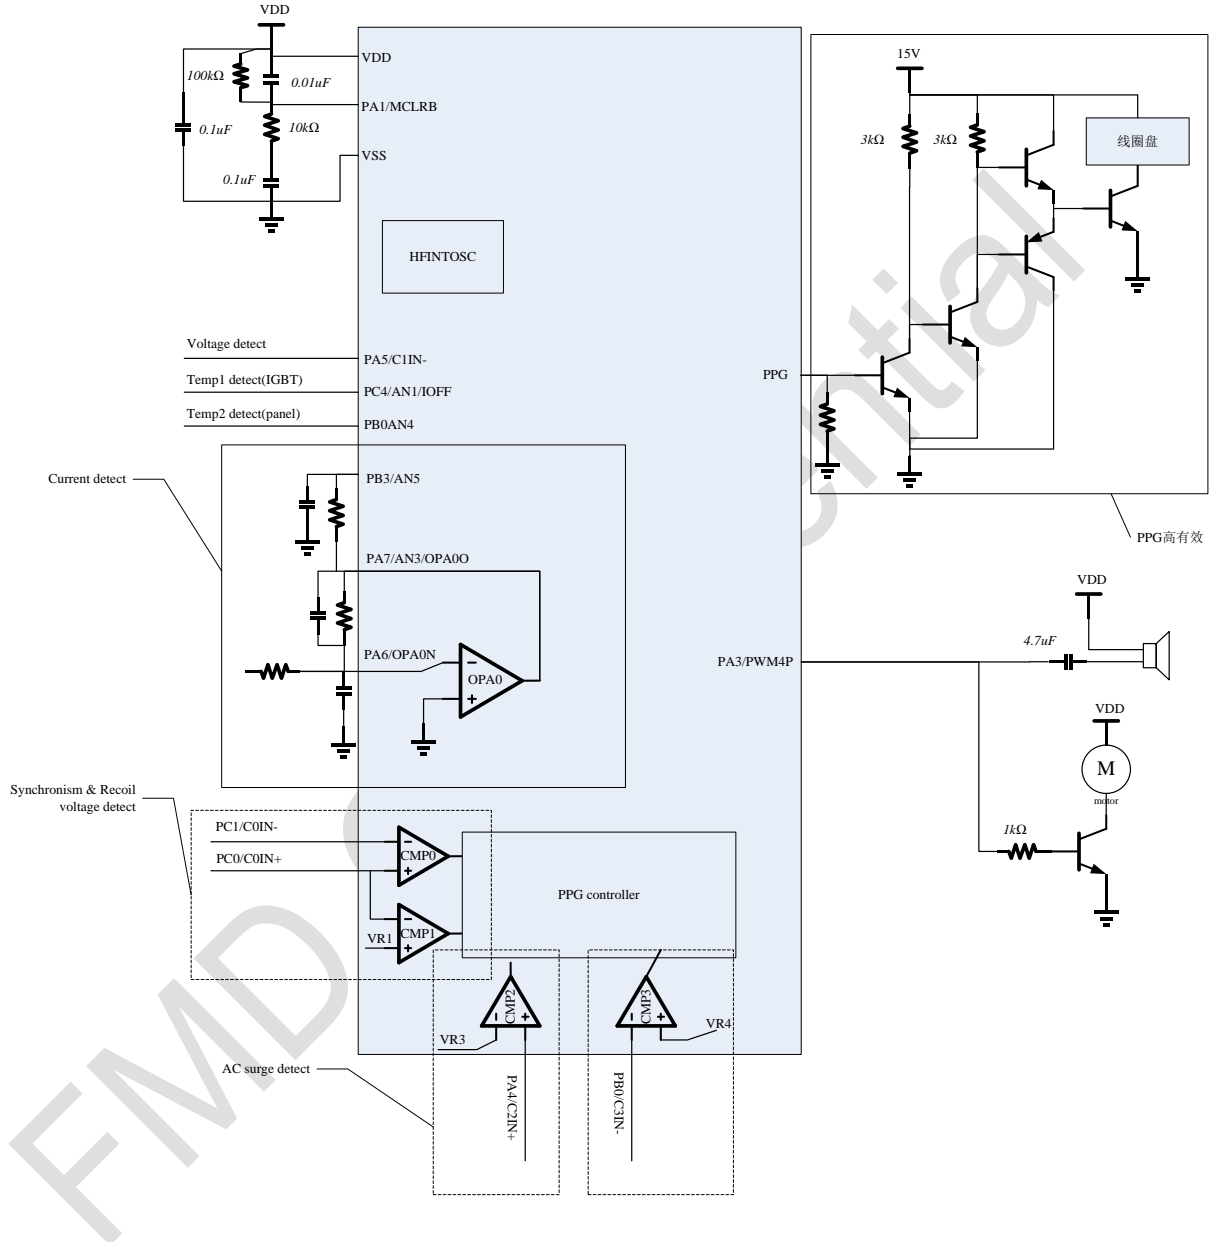 VDD
VDD
100kΩ
0.01uF
PA1/MCLRB
0.1uF
10kΩ
VSS
0.1uF
HFINTOSC
Voltage detect
PA5/C1IN-
Temp1 detect(IGBT)
PC4/AN1/IOFF
Temp2 detect(panel)
PB0AN4
Current detect
PB3/AN5
PA7/AN3/OPA0O
PA6/OPA0N
OPA0
Synchronism & Recoil
voltage detect
PC1/C0IN-
PC0/C0IN+
CMP0
CMP1
VR1
PPG controller
CMP2
CMP3
VR3
VR4
AC surge detect
PA4/C2IN+
PB0/C3IN-
PPG
15V
3kΩ
3kΩ
线圈盘
PPG高有效
VDD
4.7uF
PA3/PWM4P
VDD
M
motor
1kΩ
FMD Confidential